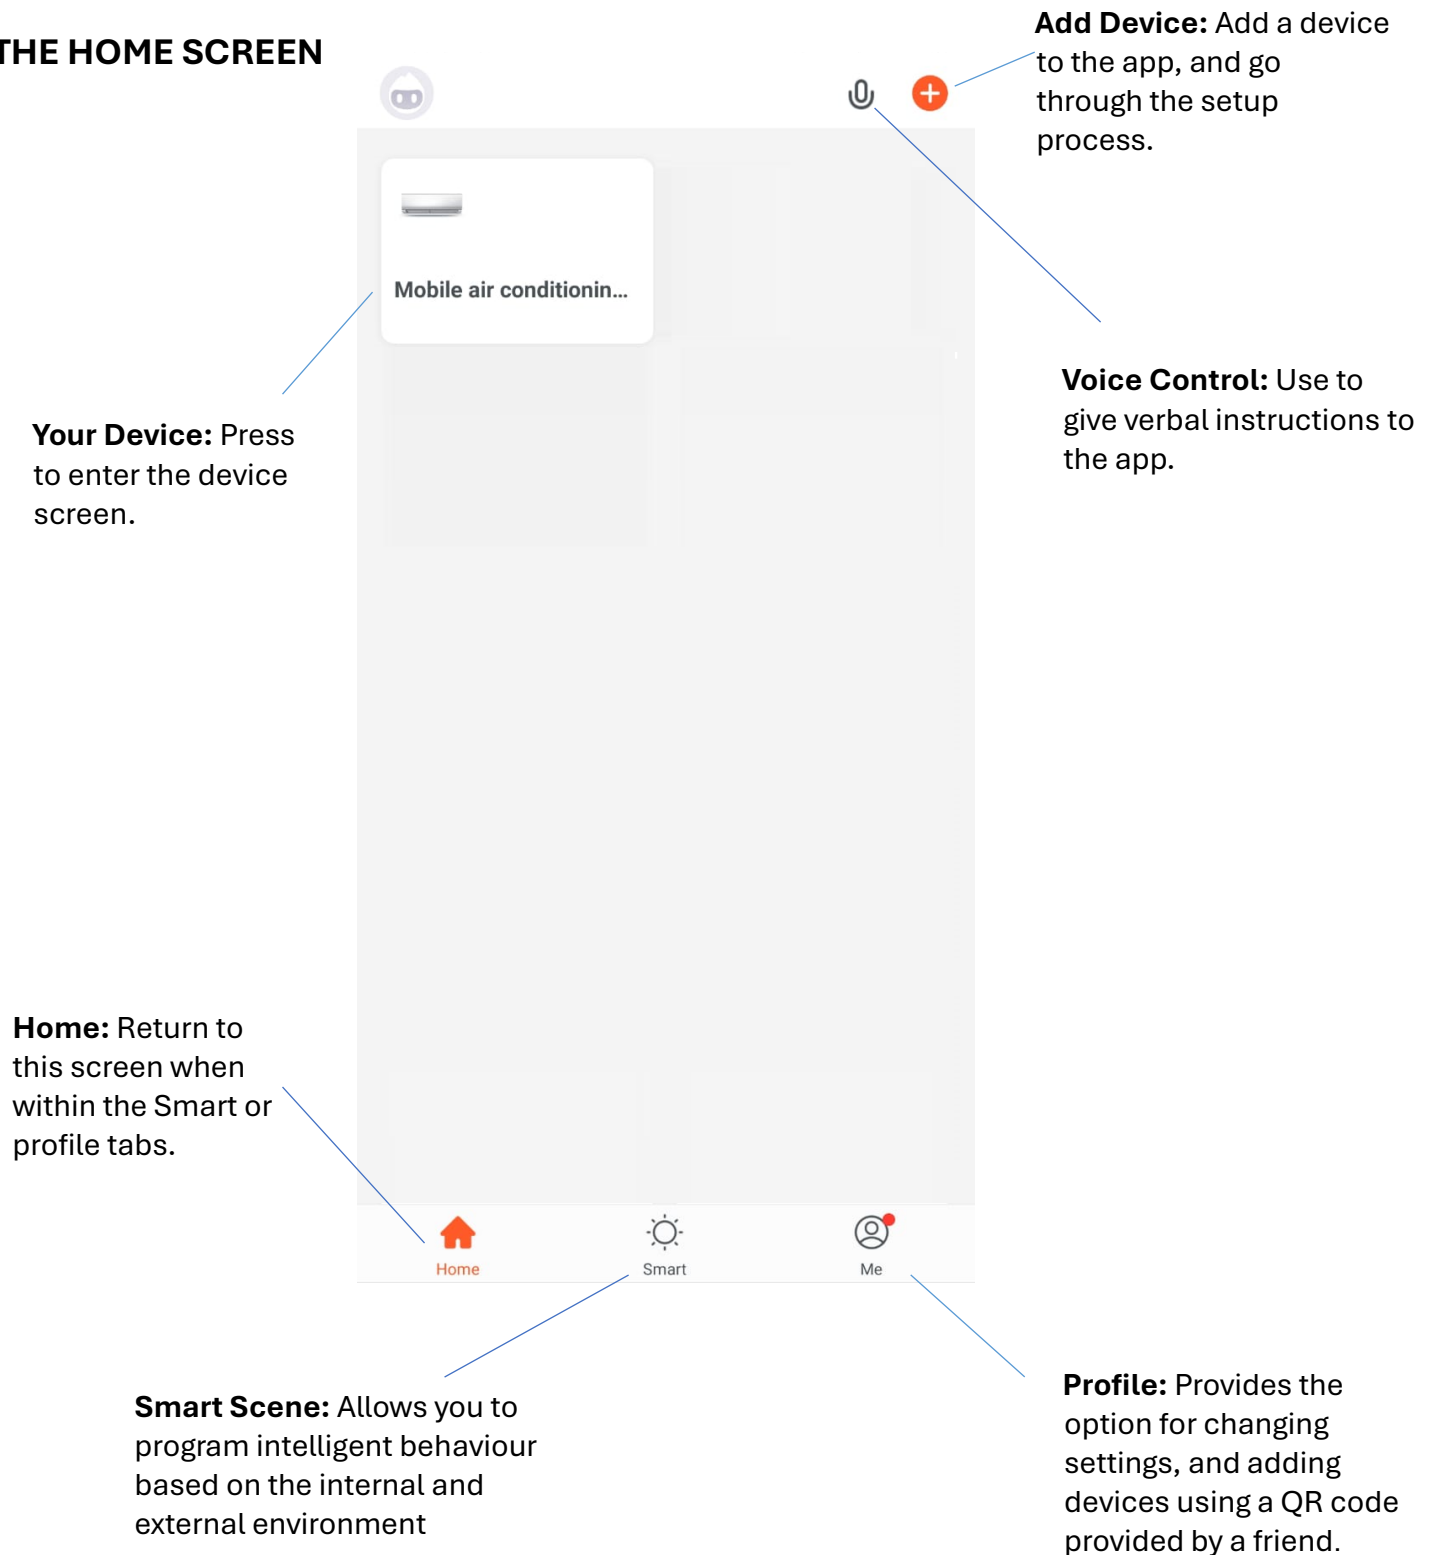 THE HOME SCREEN
Add Device: Add a device
to the app, and go
through the setup
process.
Mobile air conditionin...
Voice Control: Use to
give verbal instructions to
the app.
Your Device: Press
to enter the device
screen.
Home: Return to
this screen when
within the Smart or
profile tabs.
Home
Smart
Me
Smart Scene: Allows you to
program intelligent behaviour
based on the internal and
external environment
Profile: Provides the
option for changing
settings, and adding
devices using a QR code
provided by a friend.